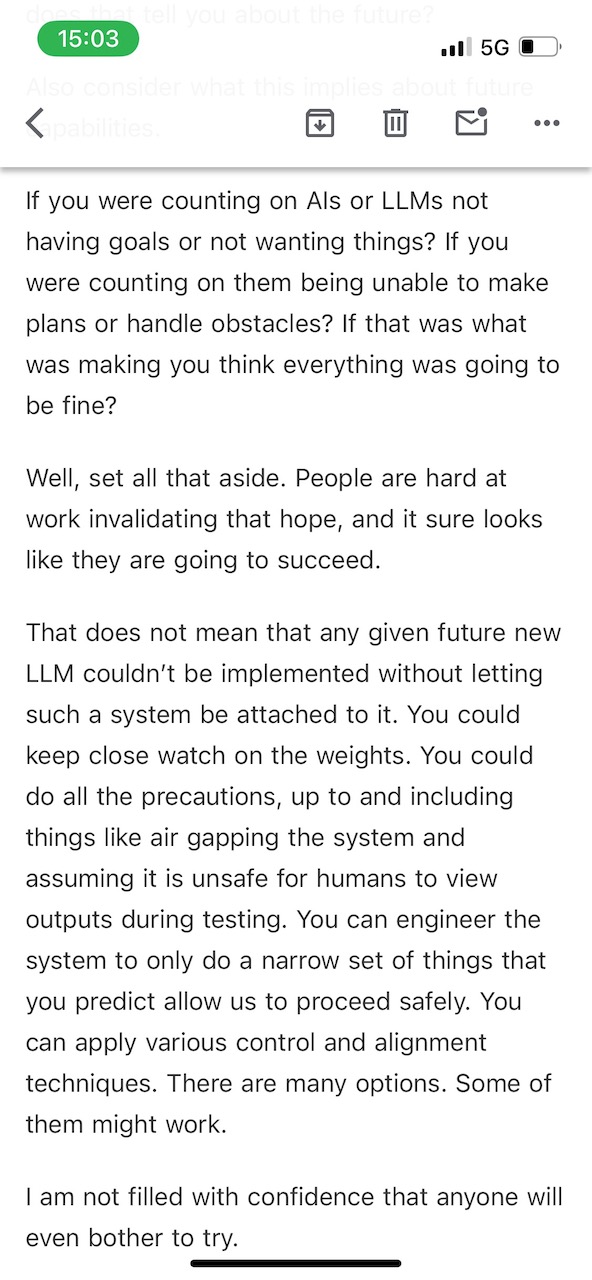 does that tell you about the future?
15:03
5G
Also consider what this implies about future
capabilities.
If you were counting on AIs or LLMs not
having goals or not wanting things? If you
were counting on them being unable to make
plans or handle obstacles? If that was what
was making you think everything was going to
be fine?
Well, set all that aside. People are hard at
work invalidating that hope, and it sure looks
like they are going to succeed.
That does not mean that any given future new
LLM couldn’t be implemented without letting
such a system be attached to it. You could
keep close watch on the weights. You could
do all the precautions, up to and including
things like air gapping the system and
assuming it is unsafe for humans to view
outputs during testing. You can engineer the
system to only do a narrow set of things that
you predict allow us to proceed safely. You
can apply various control and alignment
techniques. There are many options. Some of
them might work.
I am not filled with confidence that anyone will
even bother to try.